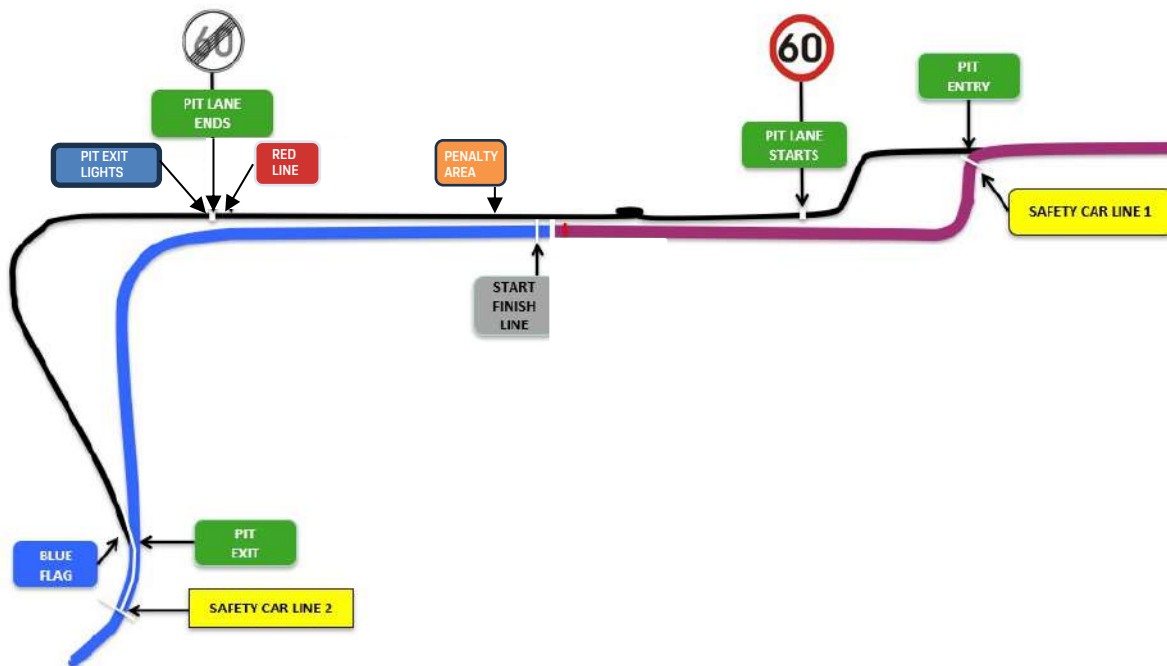 60
60
PIT LANE
ENDS
PIT EXIT
LIGHTS
RED
LINE
PENALTY
AREA
PIT LANE
STARTS
PIT
ENTRY
SAFETY CAR LINE 1
START
FINISH
LINE
BLUE
FLAG
PIT
EXIT
SAFETY CAR LINE 2